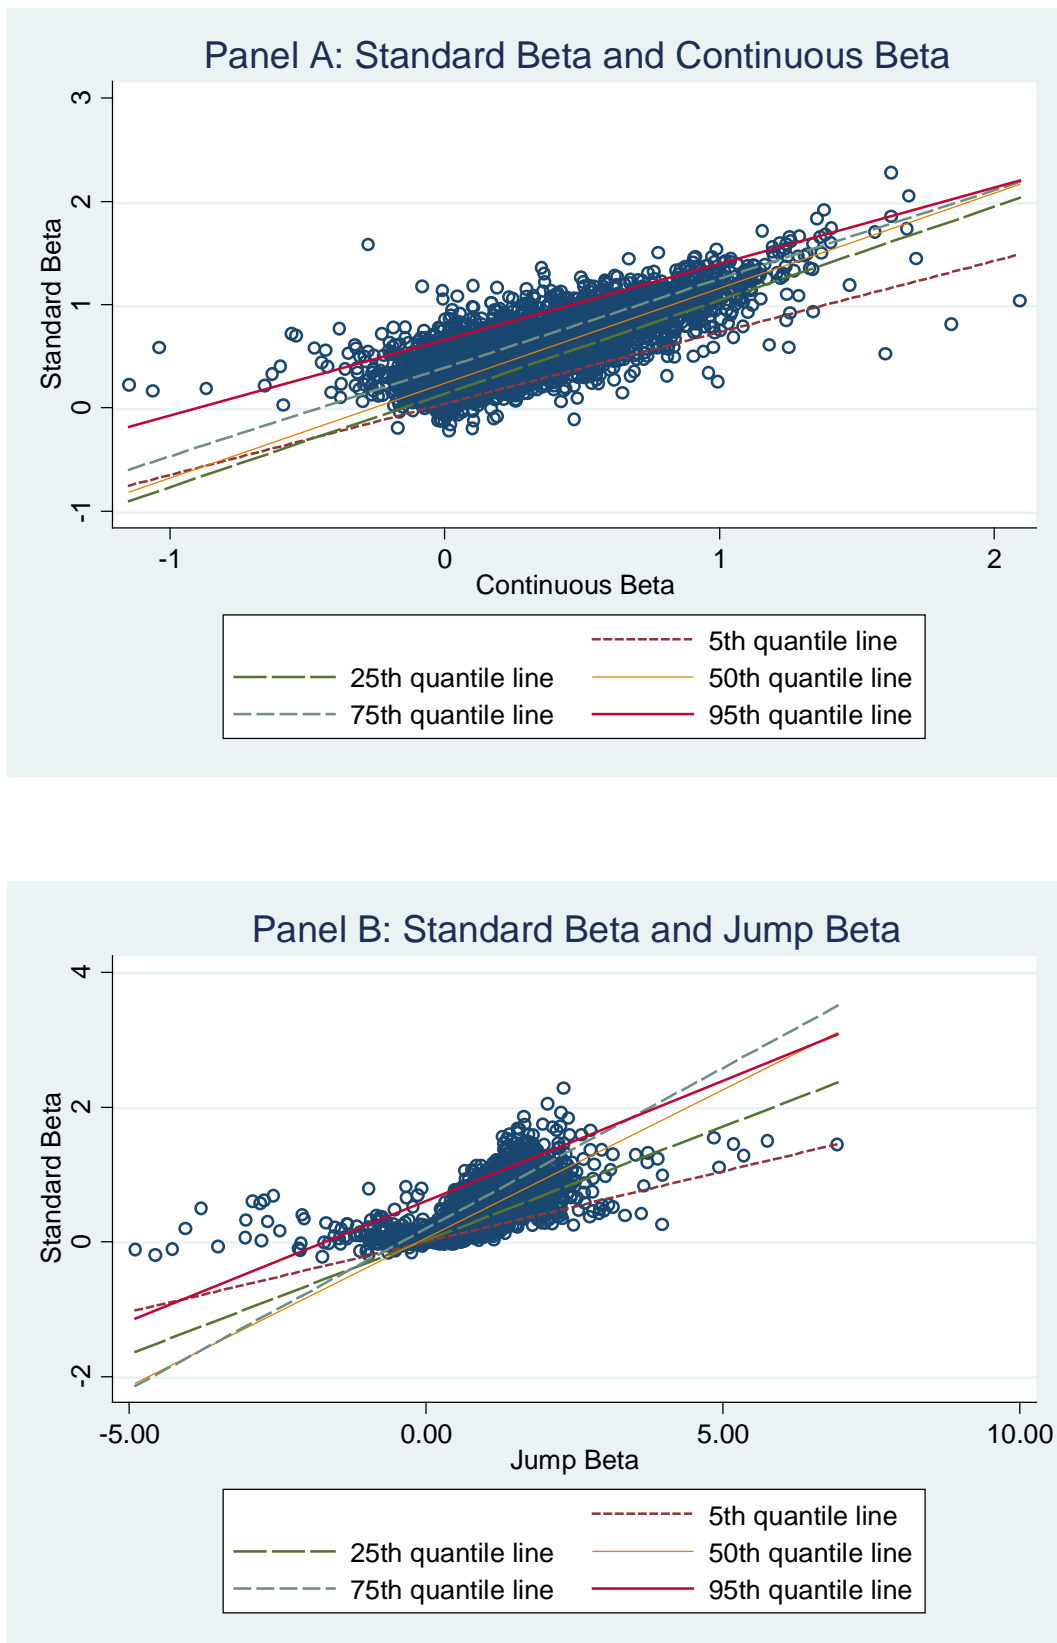 Panel A: Standard Beta and Continuous Beta
3
2
1
0
-1
Standard Beta
-1 0 1 2
Continuous Beta
5th quantile line
25th quantile line 50th quantile line
75th quantile line 95th quantile line
Panel B: Standard Beta and Jump Beta
4
2
0
-2
Standard Beta
-5.00 0.00 5.00 10.00
Jump Beta
5th quantile line
25th quantile line 50th quantile line
75th quantile line 95th quantile line